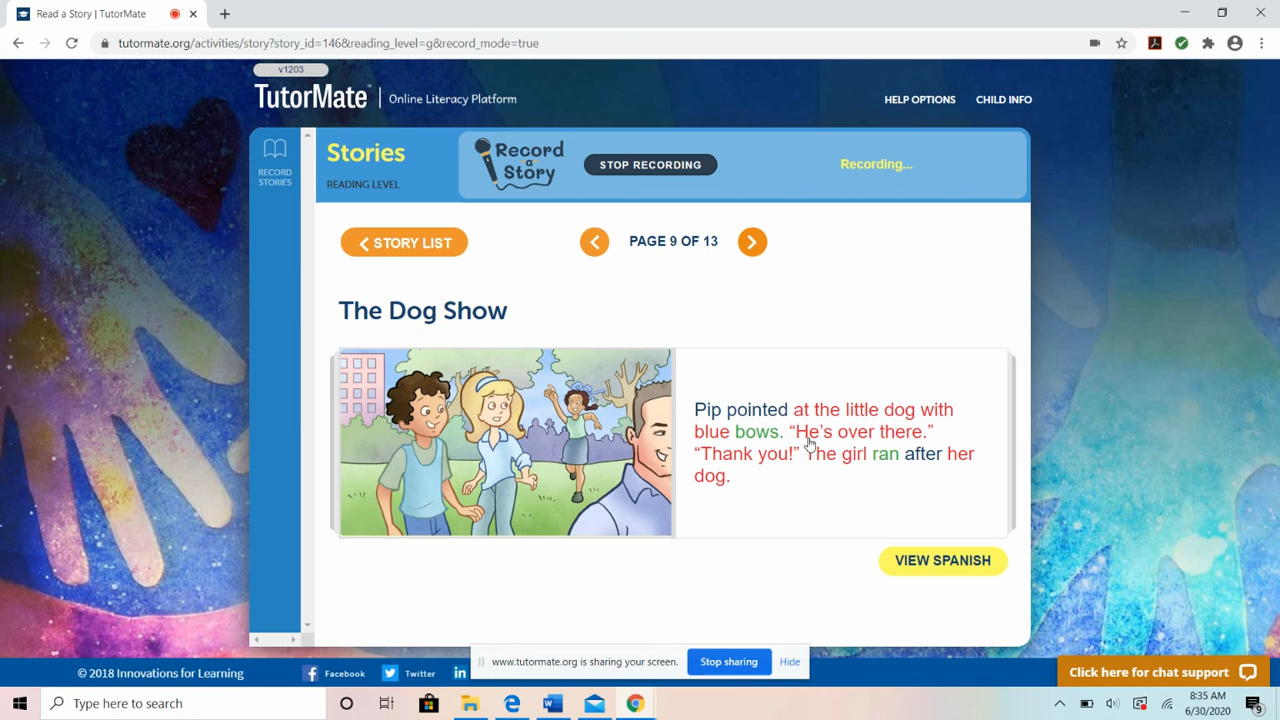 Read a Story | TutorMate
tutormate.org/activities/story?story_id=146&reading_level=g&record_mode=true
v1203
TutorMate | Online Literacy Platform
HELP OPTIONS CHILD INFO
RECORD
STORIES
Stories
READING LEVEL
Record
a
Story
STOP RECORDING
Recording...
STORY LIST
PAGE 9 OF 13
The Dog Show
Pip pointed at the little dog with
blue bows. “He’s over there.”
“Thank you!” The girl ran after her
dog.
VIEW SPANISH
www.tutormate.org is sharing your screen. Stop sharing Hide
© 2018 Innovations for Learning Facebook Twitter in
Click here for chat support
Type here to search
8:35 AM
6/30/2020
9